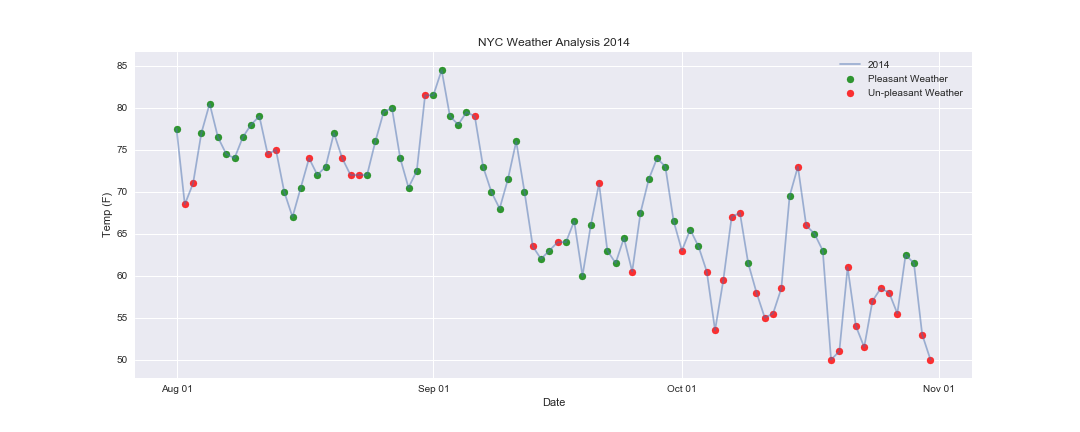 NYC Weather Analysis 2014
2014
Pleasant Weather
Un-pleasant Weather
Temp (F)
85
80
75
70
65
60
55
50
Aug 01
Sep 01
Oct 01
Nov 01
Date